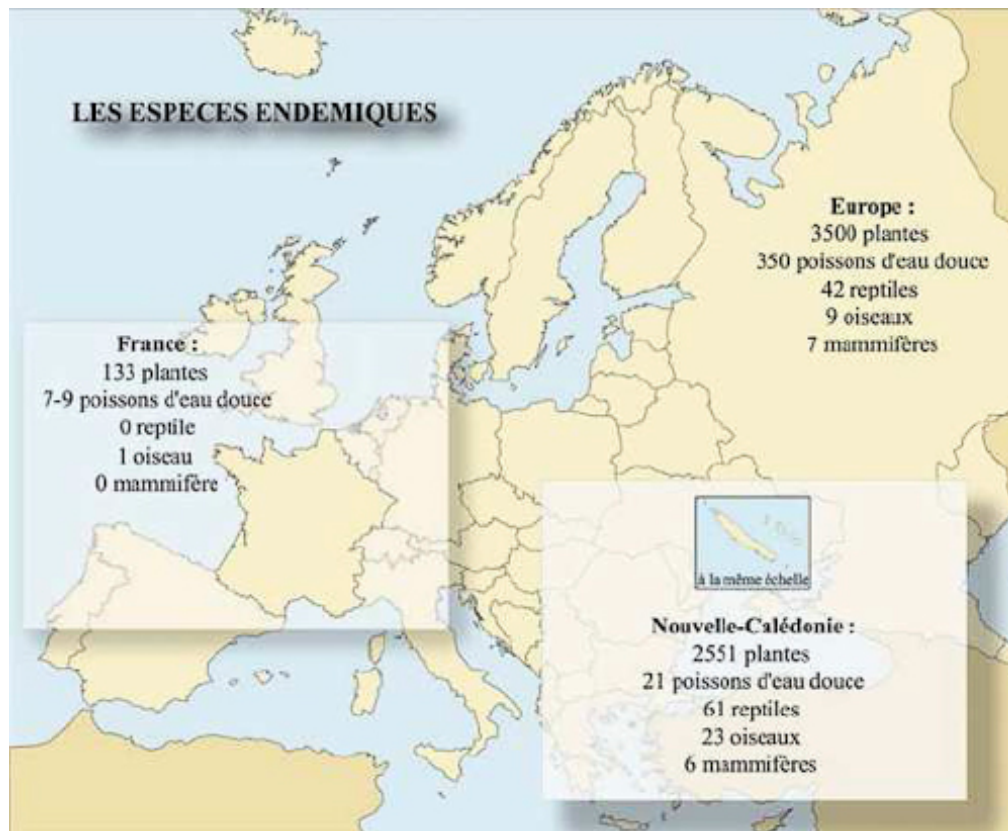 LES ESPECES ENDEMIQUES
Europe :
3500 plantes
350 poissons d'eau douce
42 reptiles
9 oiseaux
7 mammifères
France :
133 plantes
7-9 poissons d'eau douce
0 reptile
1 oiseau
0 mammifère
à la même échelle
Nouvelle-Calédonie :
2551 plantes
21 poissons d'eau douce
61 reptiles
23 oiseaux
6 mammifères